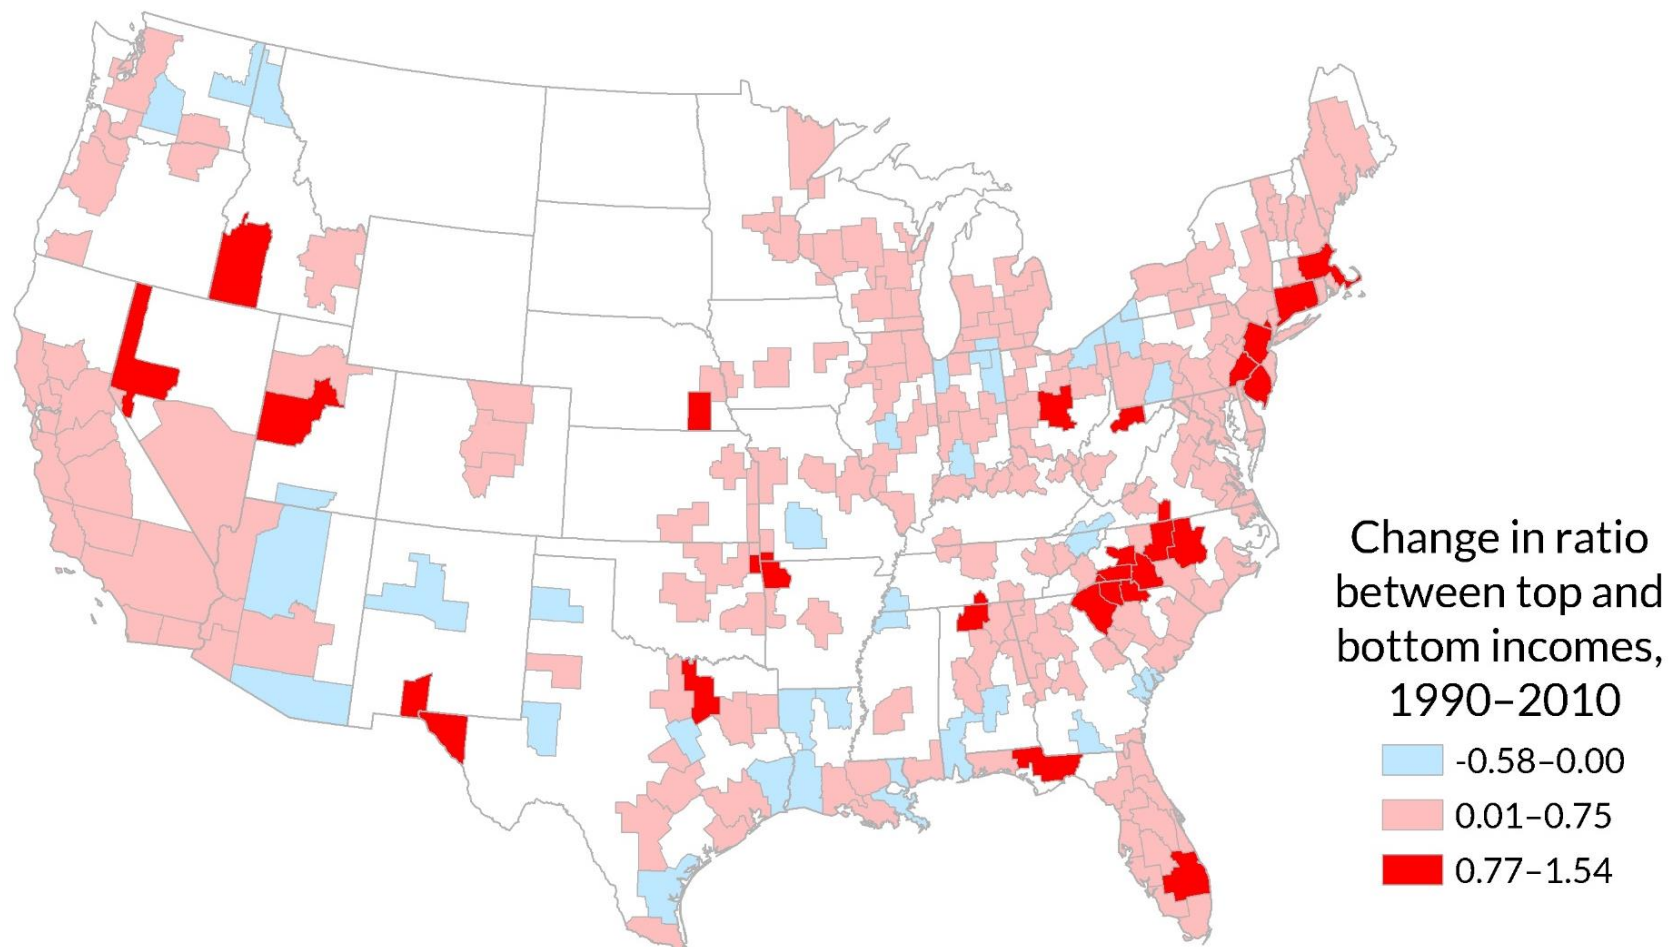 Change in ratio
between top and
bottom incomes,
1990–2010
-0.58–0.00
0.01–0.75
0.77–1.54